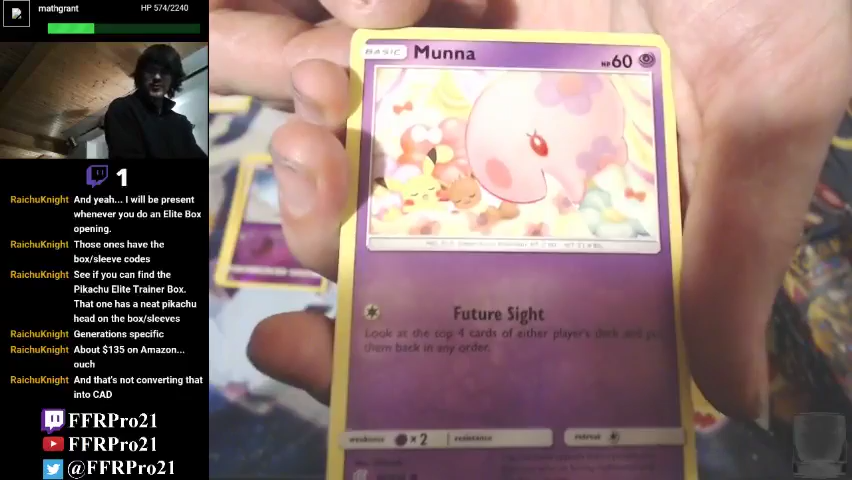 mathgrant
HP 574/2240
1
RaichuKnight And yeah... I will be present
whenever you do an Elite Box
opening.
RaichuKnight Those ones have the
box/sleeve codes
RaichuKnight See if you can find the
Pikachu Elite Trainer Box.
That one has a neat pikachu
head on the box/sleeves
RaichuKnight Generations specific
RaichuKnight About $135 on Amazon...
ouch
RaichuKnight And that's not converting that
into CAD
FFRPro21
FFRPro21
@FFRPro21
BASIC Munna HP60
Future Sight
Look at the top 4 cards of either player's deck and
them back in any order.
weakness ×2 resistance retreat